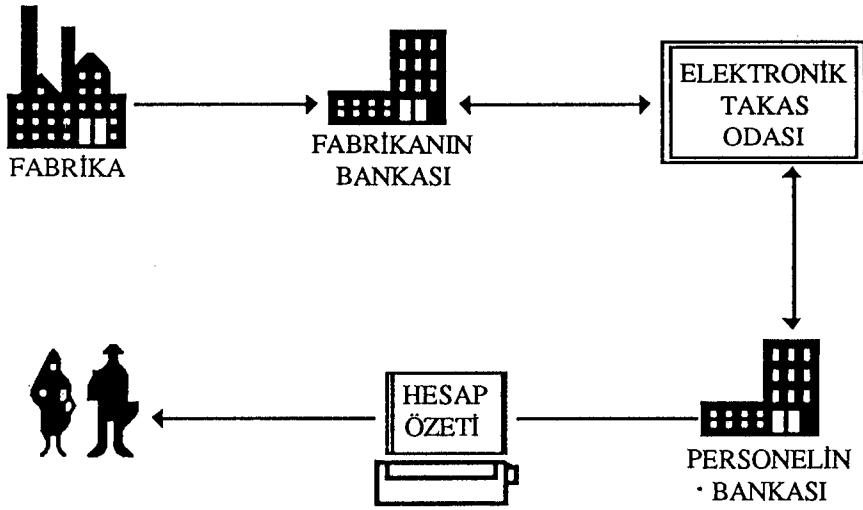 FABRİKA
FABRİKANIN
BANKASI
ELEKTRONİK
TAKAS
ODASI
HESAP
ÖZETİ
PERSONELİN
BANKASI